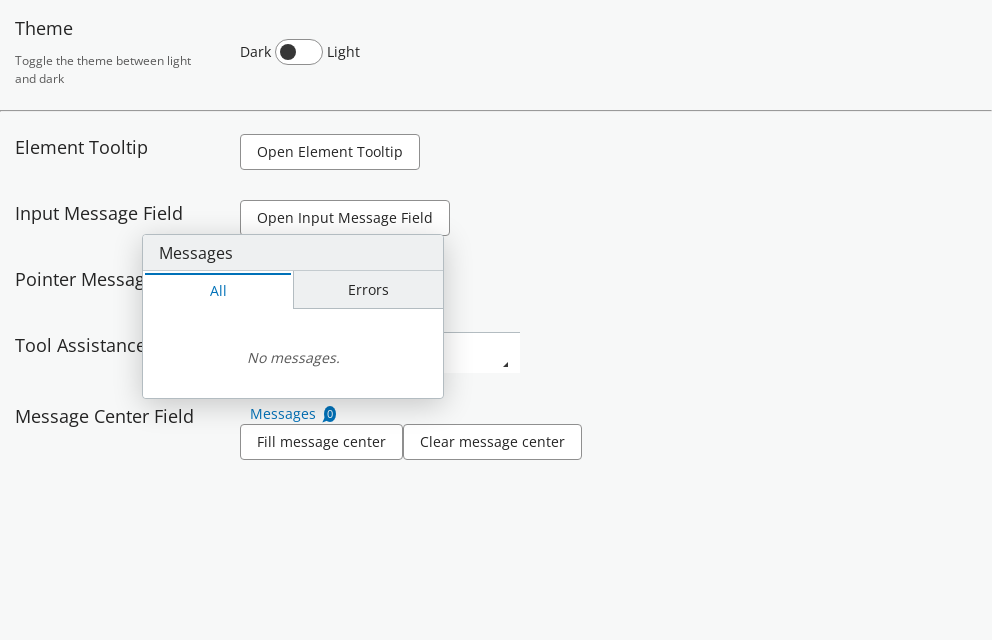 Theme
Toggle the theme between light
and dark
Dark Light
Element Tooltip
Open Element Tooltip
Input Message Field
Open Input Message Field
Messages
All
Errors
No messages.
Pointer
Tool Assistance
Message Center Field
Messages 0
Fill message center
Clear message center